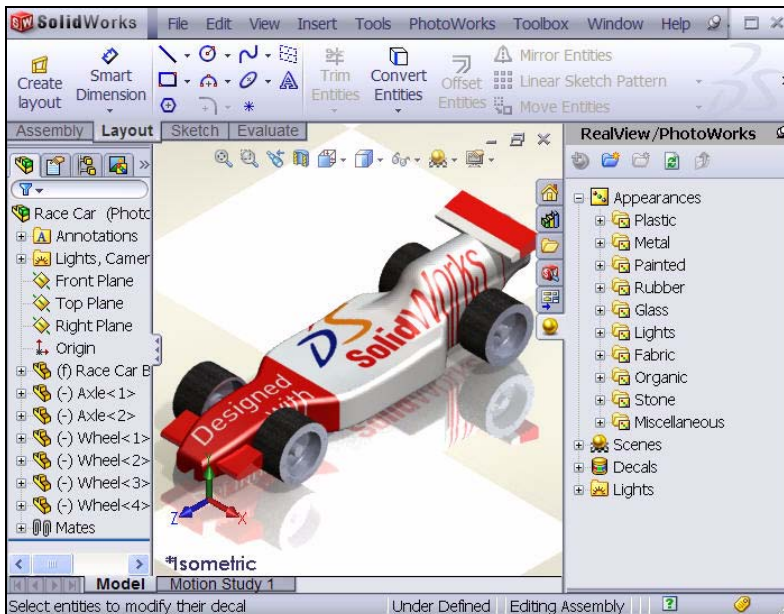 SolidWorks File Edit View Insert Tools PhotoWorks Toolbox Window Help
Create layout
Smart Dimension
Trim Entities
Convert Entities
Offset Entities
Mirror Entities
Linear Sketch Pattern
Move Entities
Assembly Layout Sketch Evaluate
RealView/PhotoWorks
Race Car (Photo
Annotations
Lights, Camer
Front Plane
Top Plane
Right Plane
Origin
(f) Race Car B
(-) Axle<1>
(-) Axle<2>
(-) Wheel<1>
(-) Wheel<2>
(-) Wheel<3>
(-) Wheel<4>
Mates
DS SolidWorks
Designed
with
Z X
*Isometric
Appearances
Plastic
Metal
Painted
Rubber
Glass
Lights
Fabric
Organic
Stone
Miscellaneous
Scenes
Decals
Lights
Model Motion Study 1
Select entities to modify their decal Under Defined Editing Assembly